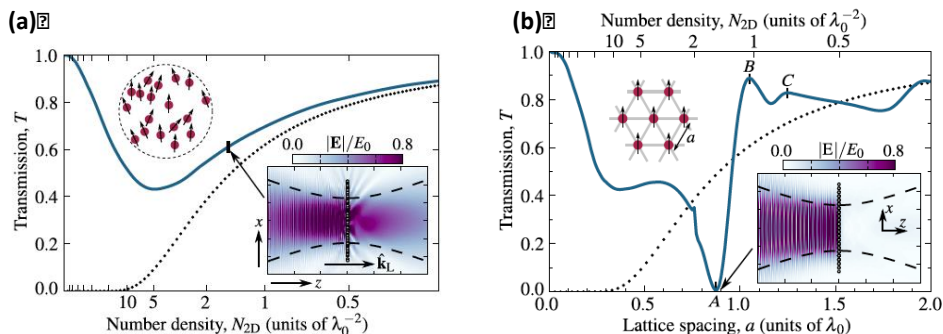 (a)
Transmission, T
1.0
0.8
0.6
0.4
0.2
0.0
0.0 |E|/E₀ 0.8
x
k̂_L
z
10 5 2 1 0.5
Number density, N₂D (units of λ₀⁻²)
(b)
Number density, N₂D (units of λ₀⁻²)
10 5 2 1 0.5
Transmission, T
1.0
0.8
0.6
0.4
0.2
0.0
B
C
a
0.0 |E|/E₀ 0.8
x
z
A
0.0 0.5 1.0 1.5 2.0
Lattice spacing, a (units of λ₀)